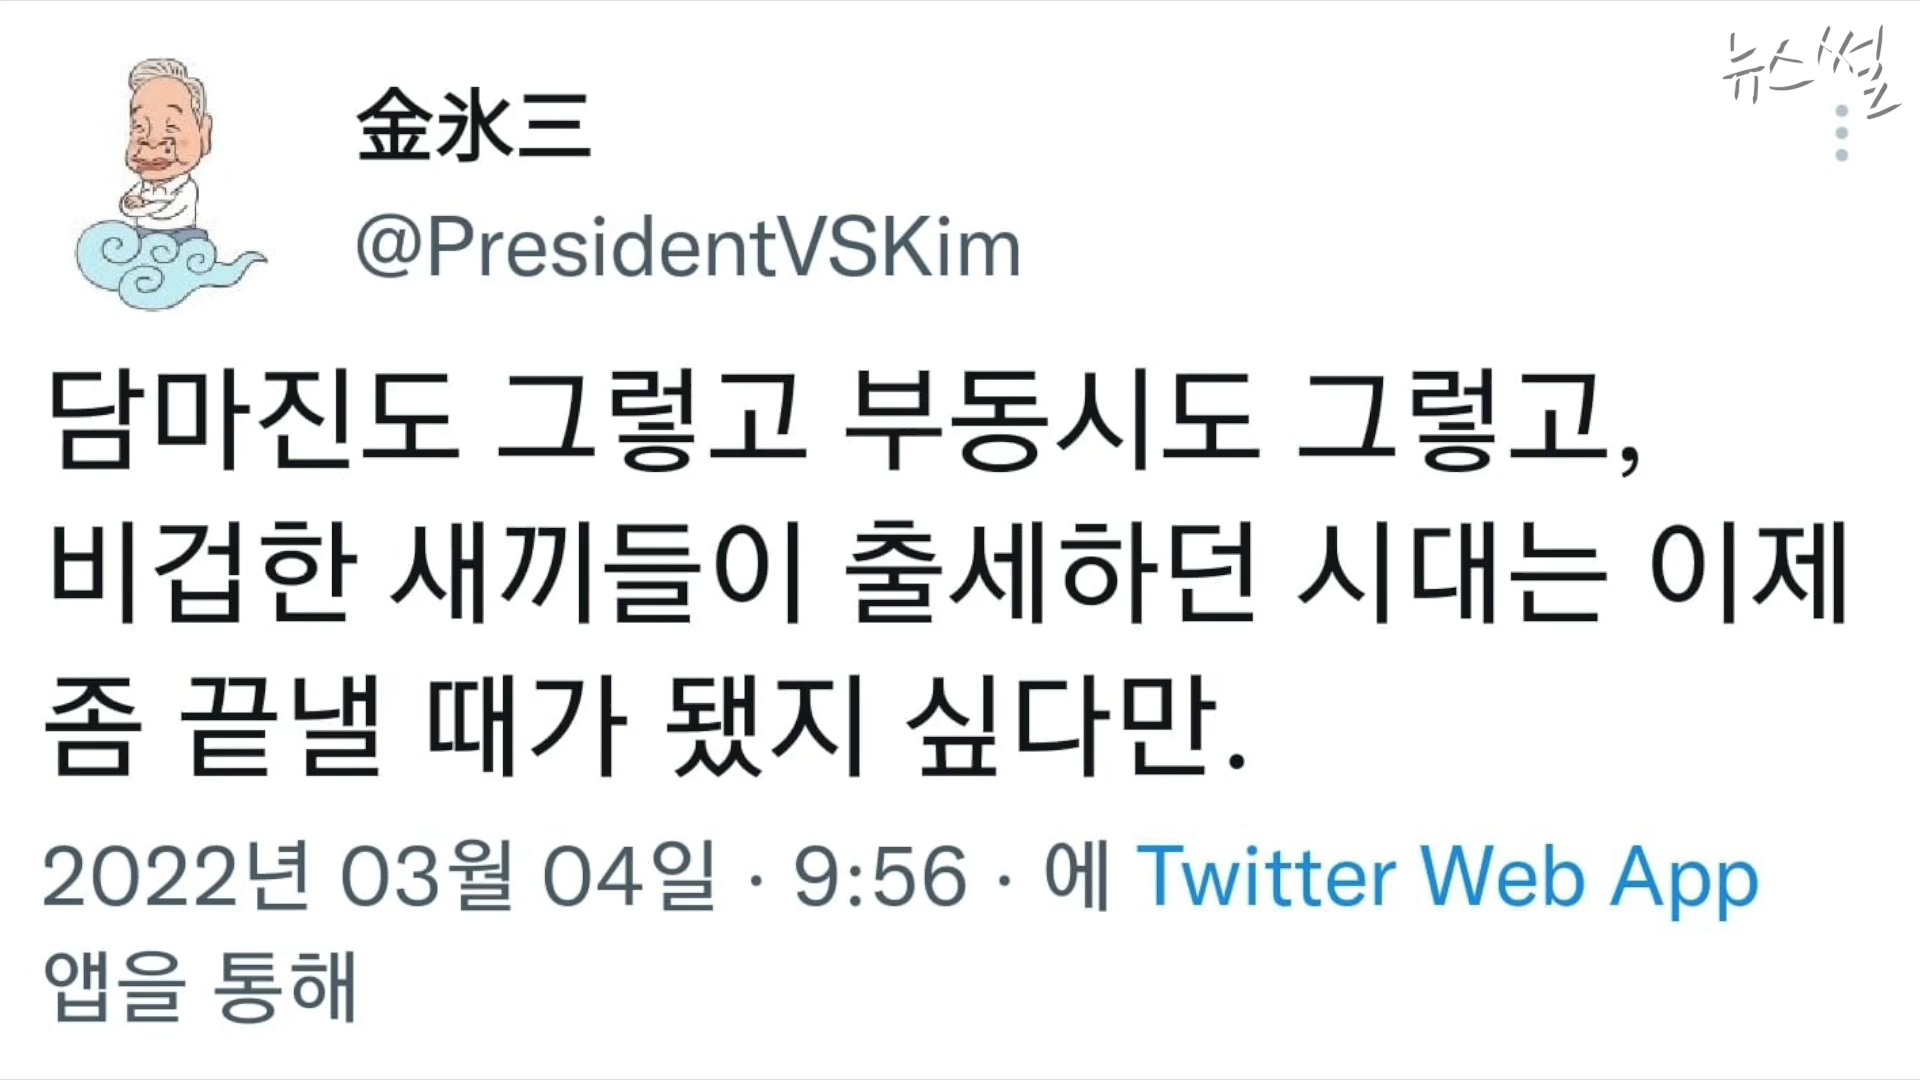 뉴스썰
金氷三
@PresidentVSKim
담마진도 그렇고 부동시도 그렇고,
비겁한 새끼들이 출세하던 시대는 이제
좀 끝낼 때가 됐지 싶다만.
2022년 03월 04일 · 9:56 · 에 Twitter Web App
앱을 통해